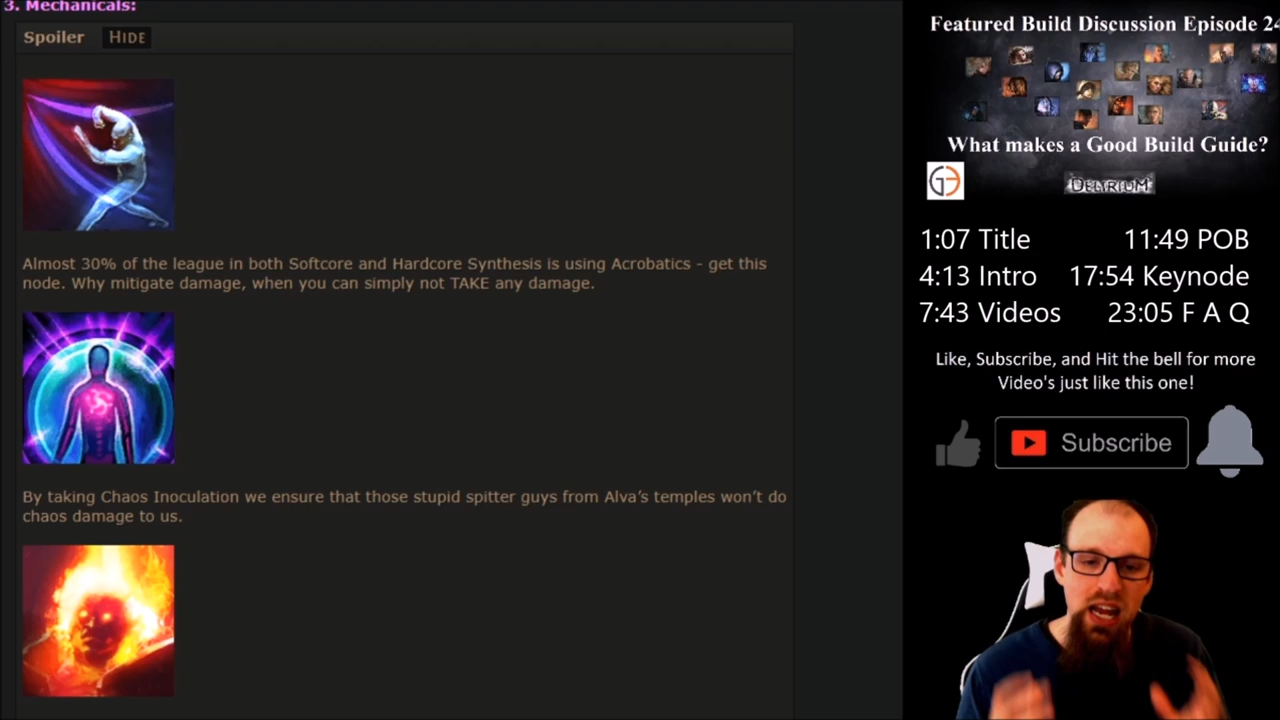 3. Mechanicals:
Spoiler HIDE
Almost 30% of the league in both Softcore and Hardcore Synthesis is using Acrobatics - get this
node. Why mitigate damage, when you can simply not TAKE any damage.
By taking Chaos Inoculation we ensure that those stupid spitter guys from Alva's temples won't do
chaos damage to us.
Featured Build Discussion Episode 24
What makes a Good Build Guide?
DELIRIUM
1:07 Title 11:49 POB
4:13 Intro 17:54 Keynode
7:43 Videos 23:05 F A Q
Like, Subscribe, and Hit the bell for more
Video's just like this one!
Subscribe